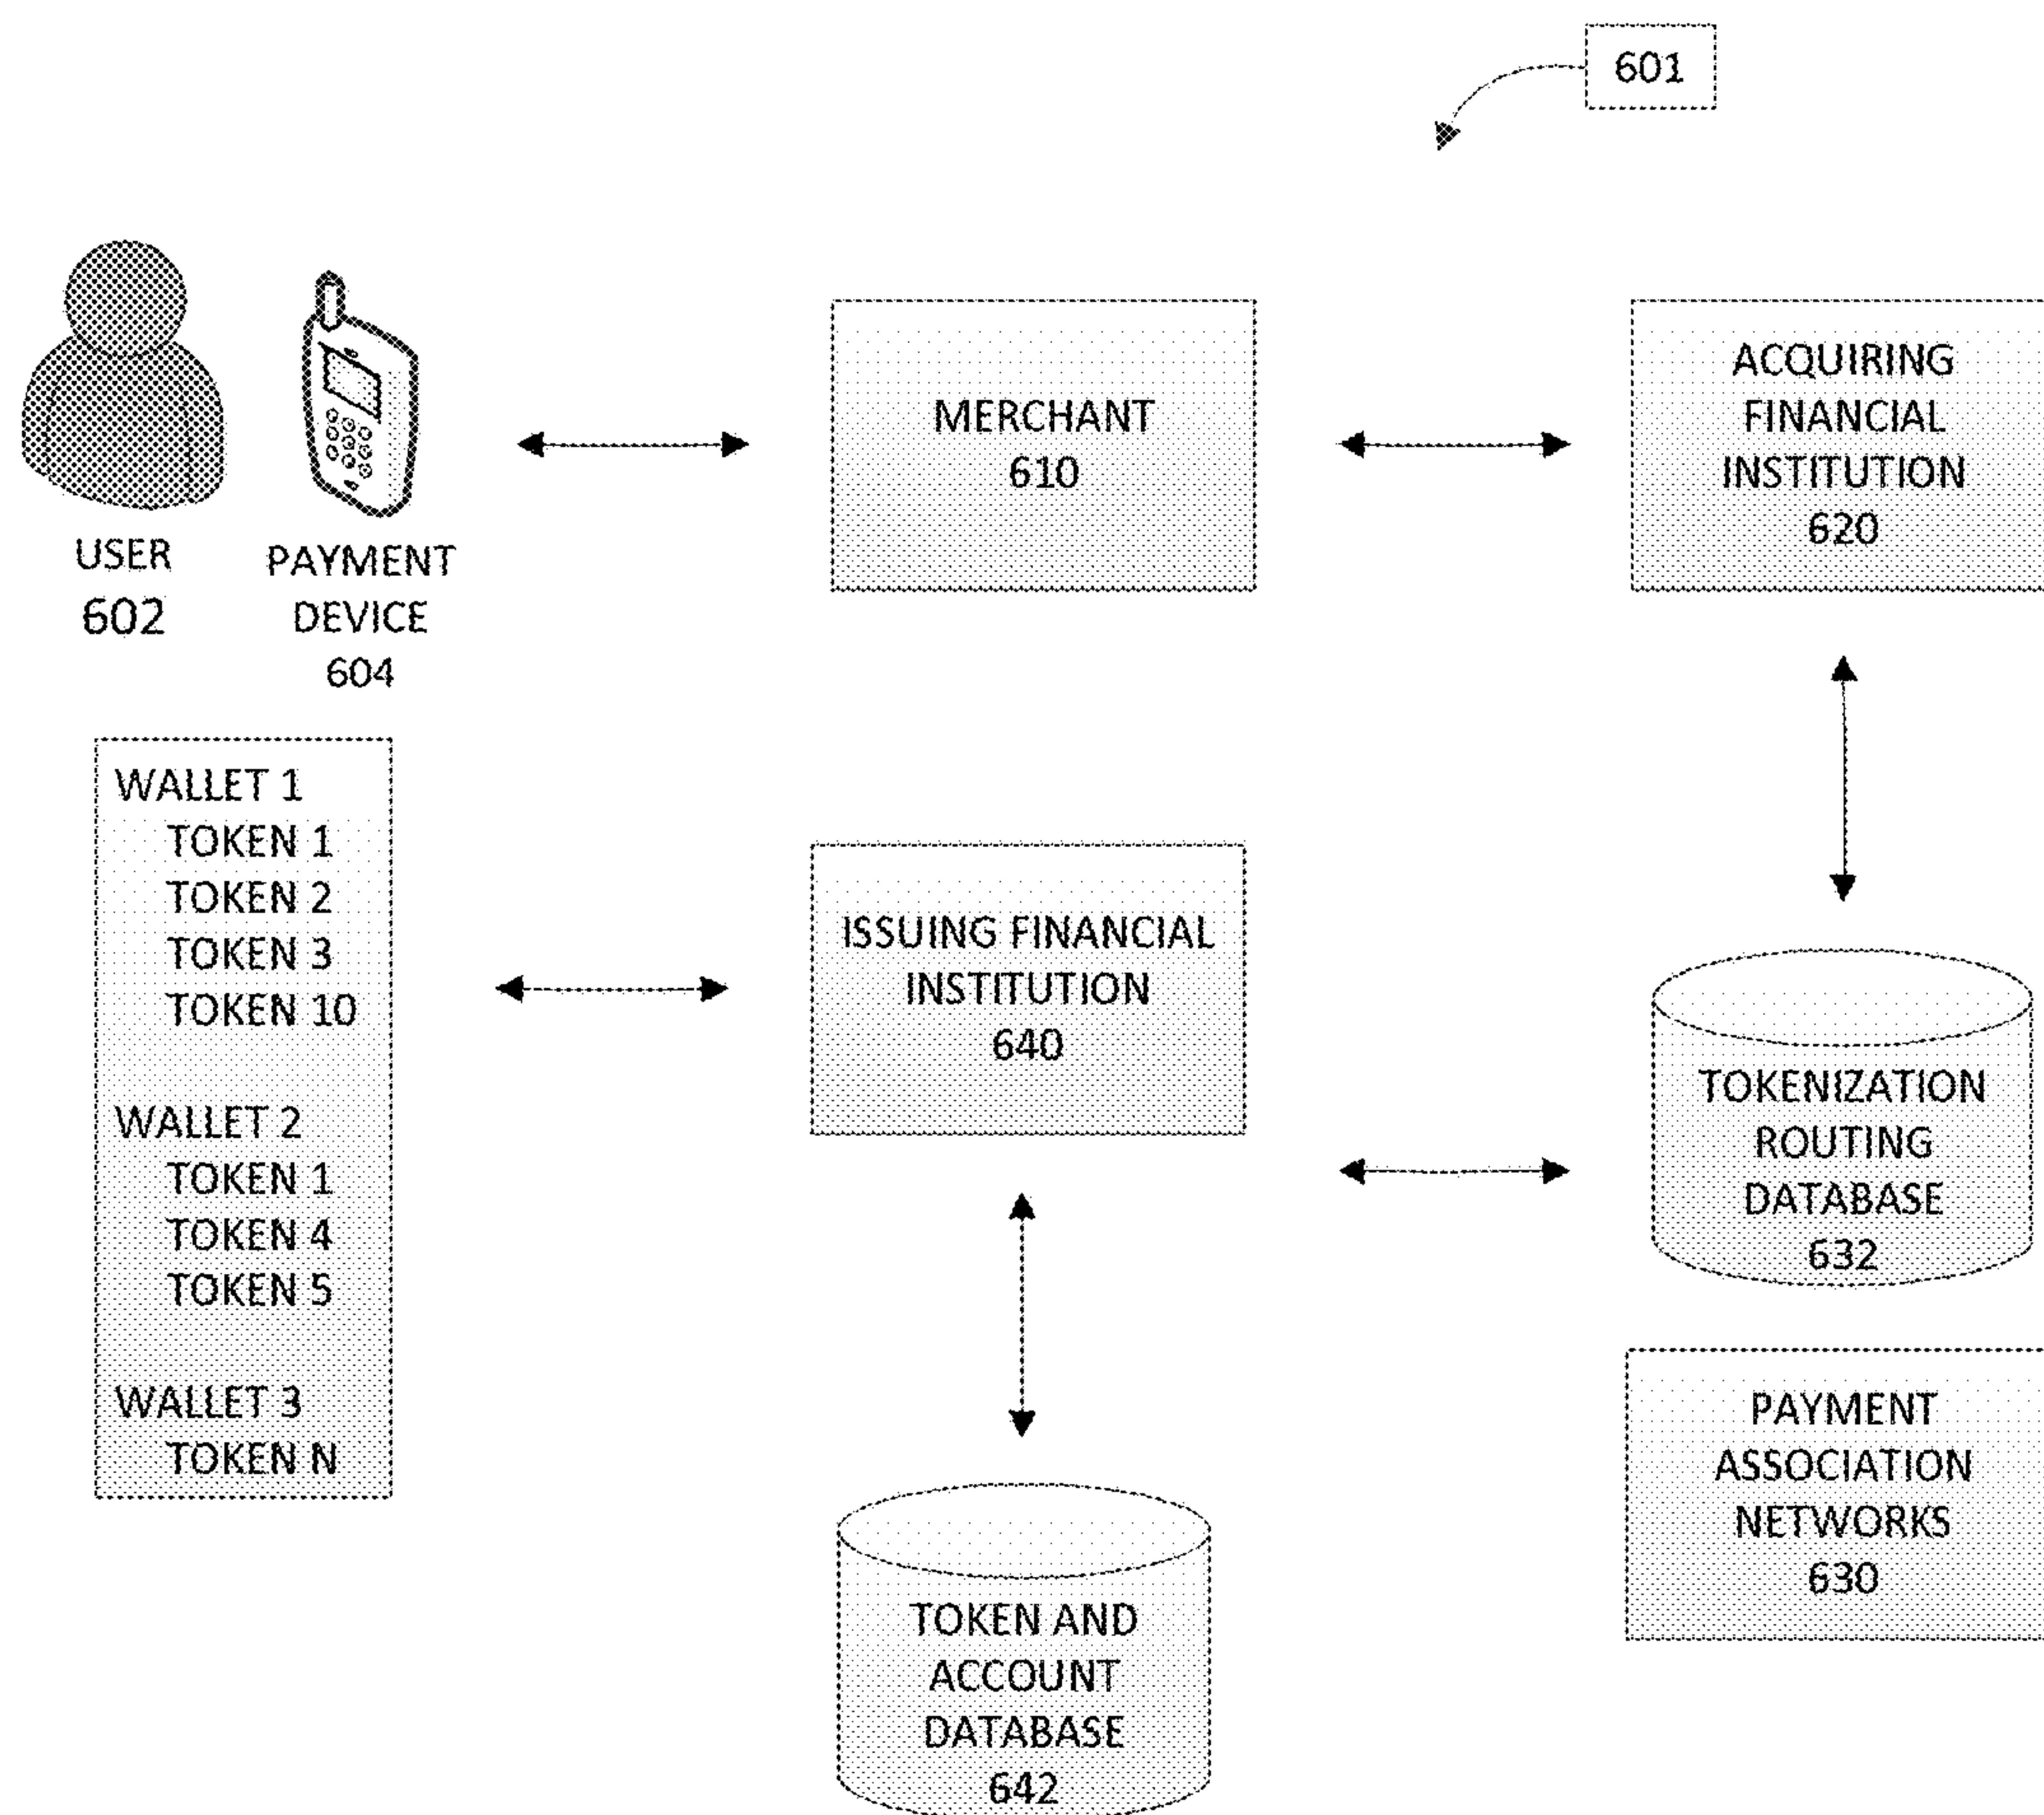 601
USER
602
PAYMENT
DEVICE
604
MERCHANT
610
ACQUIRING
FINANCIAL
INSTITUTION
620
WALLET 1
TOKEN 1
TOKEN 2
TOKEN 3
TOKEN 10
WALLET 2
TOKEN 1
TOKEN 4
TOKEN 5
WALLET 3
TOKEN N
ISSUING FINANCIAL
INSTITUTION
640
TOKENIZATION
ROUTING
DATABASE
632
PAYMENT
ASSOCIATION
NETWORKS
630
TOKEN AND
ACCOUNT
DATABASE
642